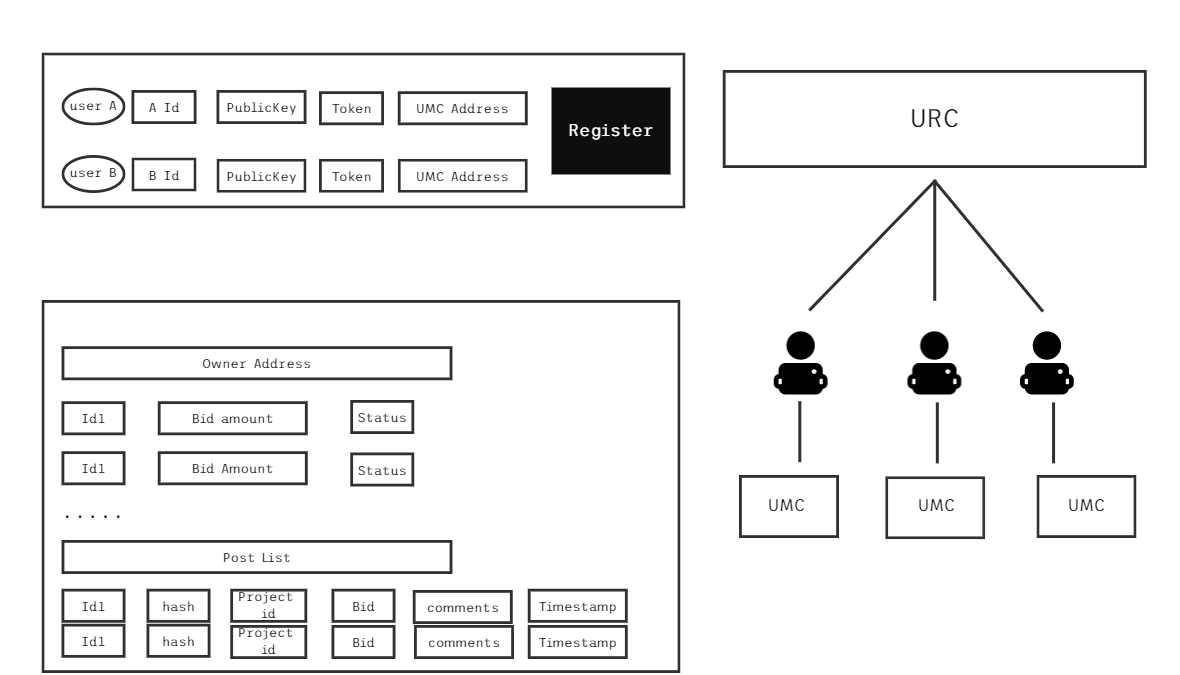 user A A Id PublicKey Token UMC Address
Register
user B B Id PublicKey Token UMC Address
URC
Owner Address
Id1 Bid amount Status
Id1 Bid Amount Status
.....
Post List
Id1 hash Project id Bid comments Timestamp
Id1 hash Project id Bid comments Timestamp
UMC UMC UMC